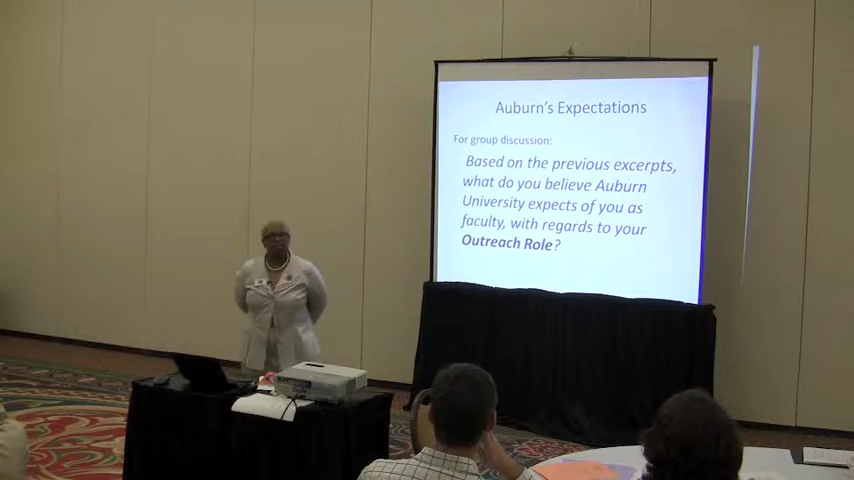 Auburn's Expectations
For group discussion:
Based on the previous excerpts,
what do you believe Auburn
University expects of you as
faculty, with regards to your
Outreach Role?